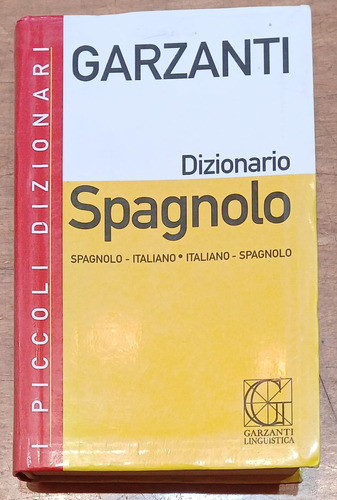 I PICCOLI DIZIONARI
GARZANTI
Dizionario
Spagnolo
SPAGNOLO - ITALIANO • ITALIANO - SPAGNOLO
G
GARZANTI
LINGUISTICA